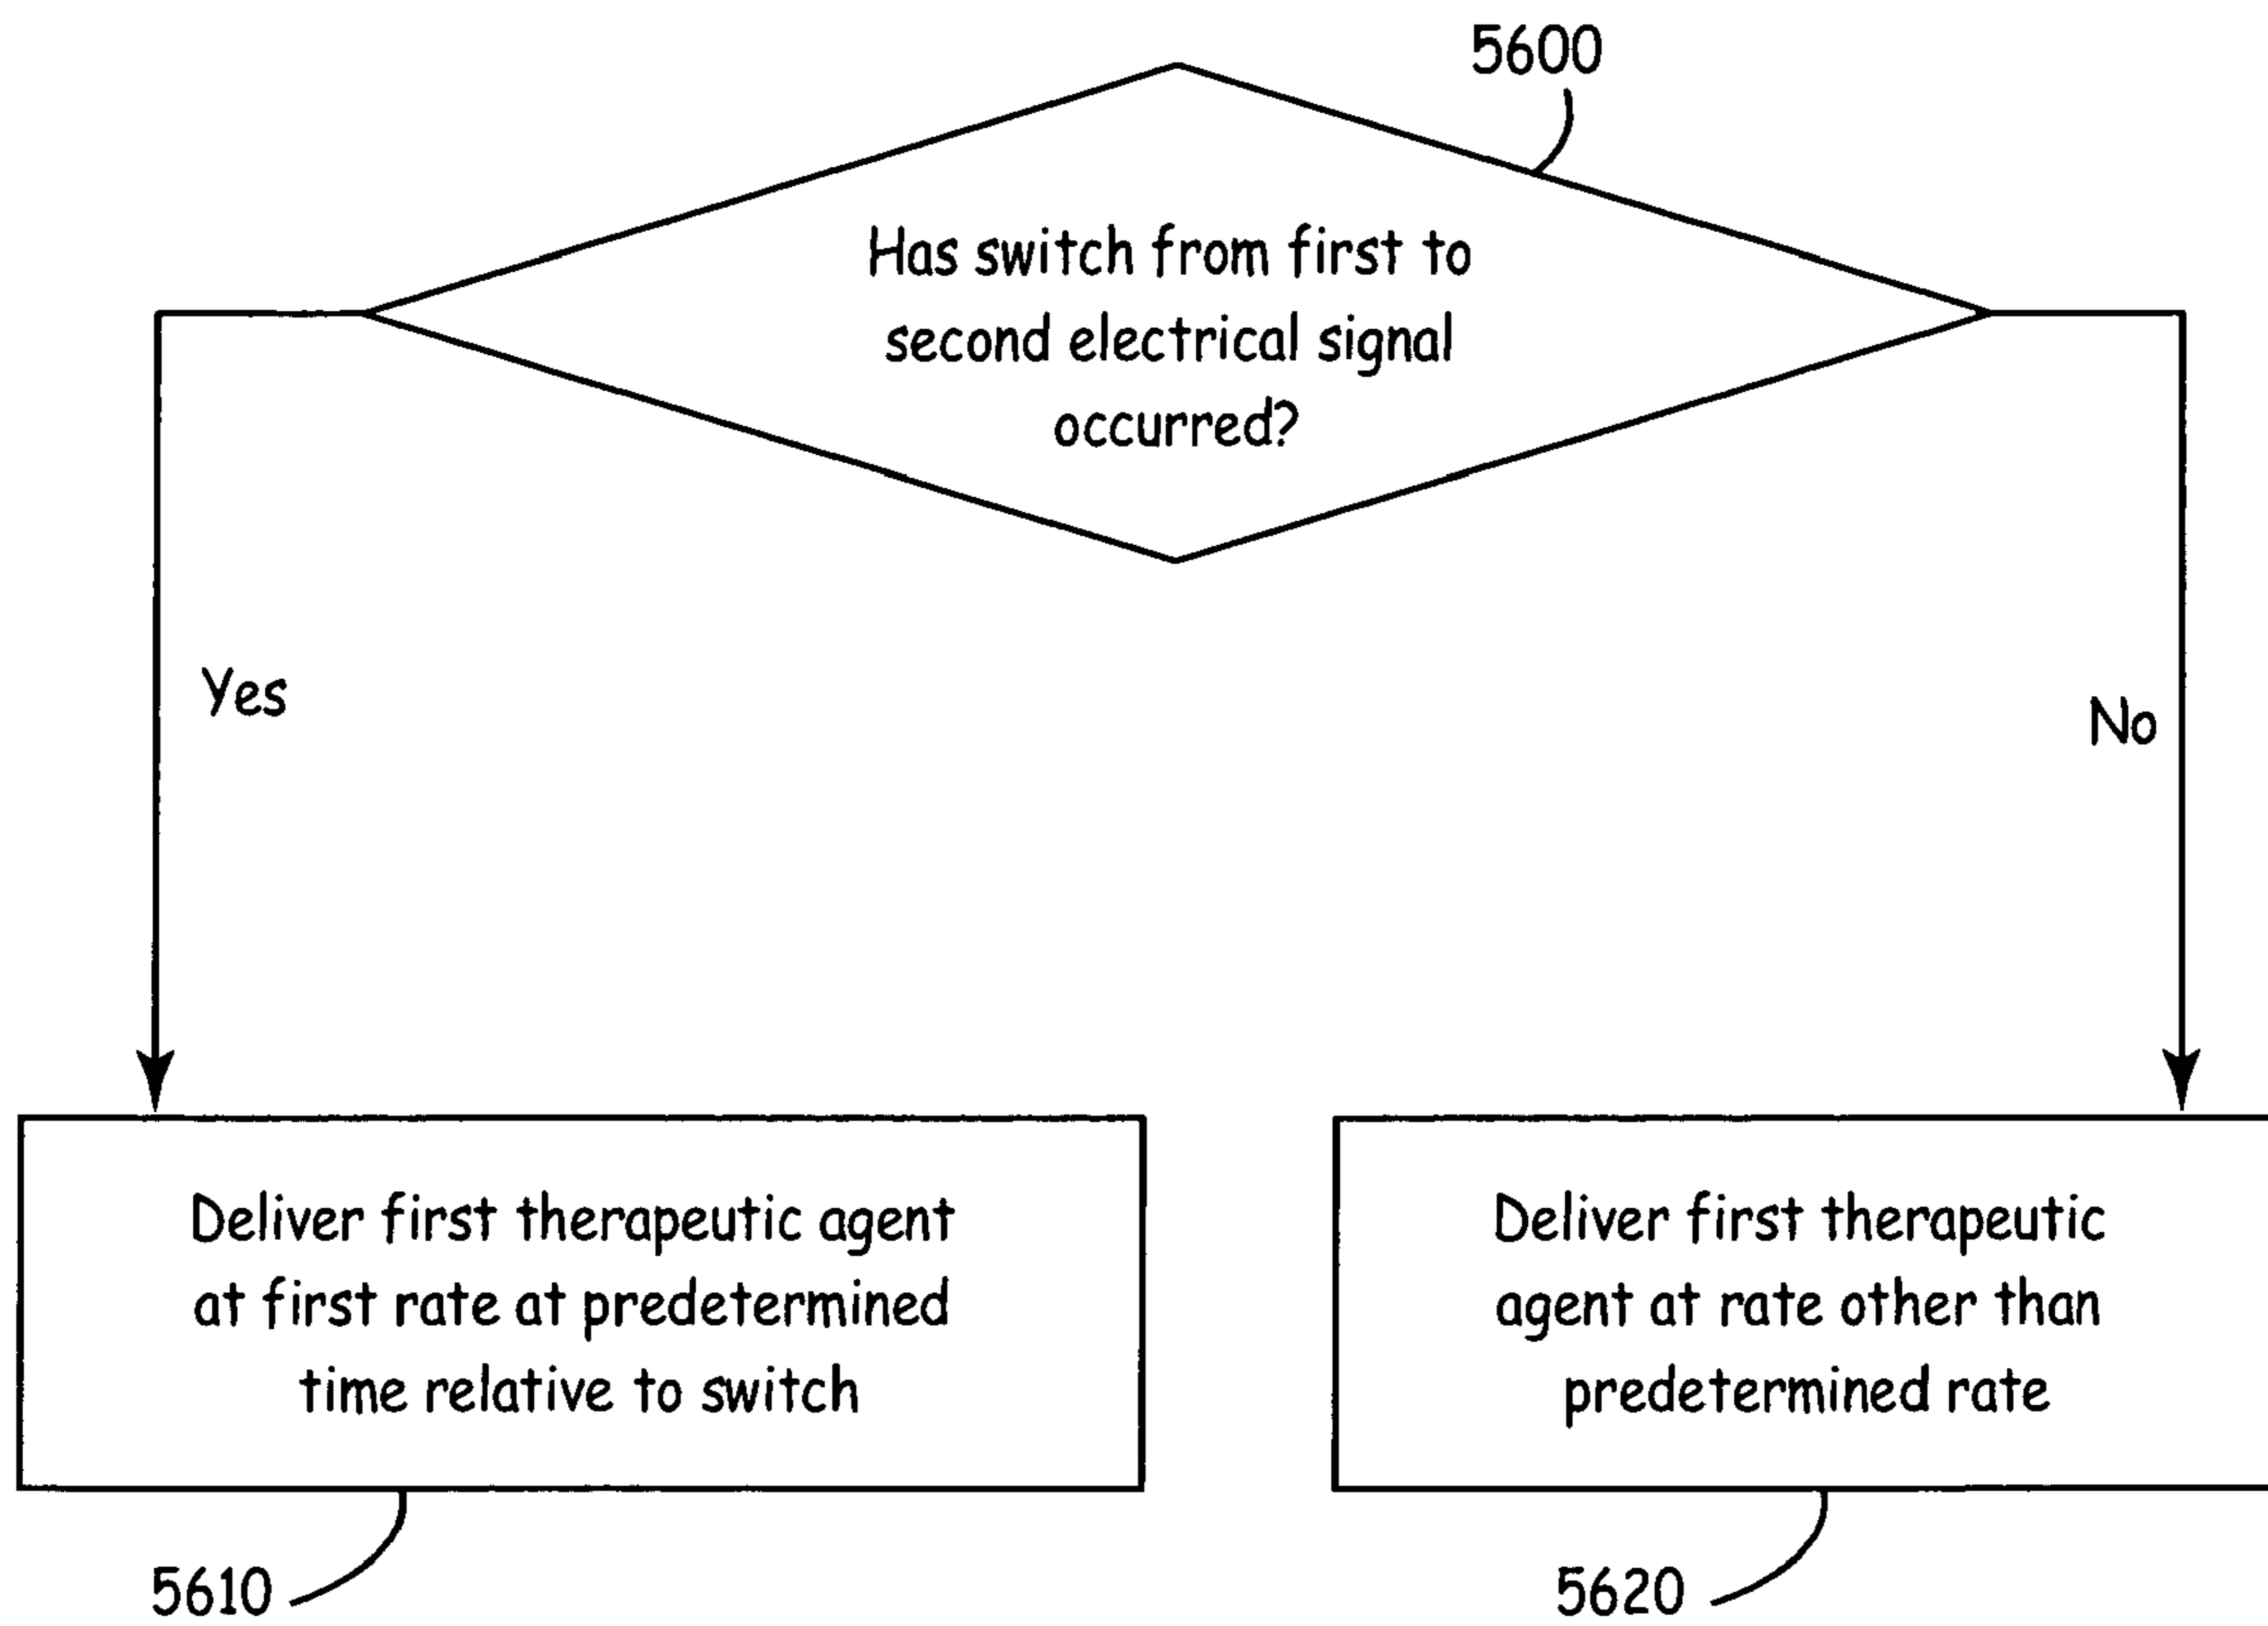 5600
Has switch from first to
second electrical signal
occurred?
Yes
No
Deliver first therapeutic agent
at first rate at predetermined
time relative to switch
Deliver first therapeutic
agent at rate other than
predetermined rate
5610
5620